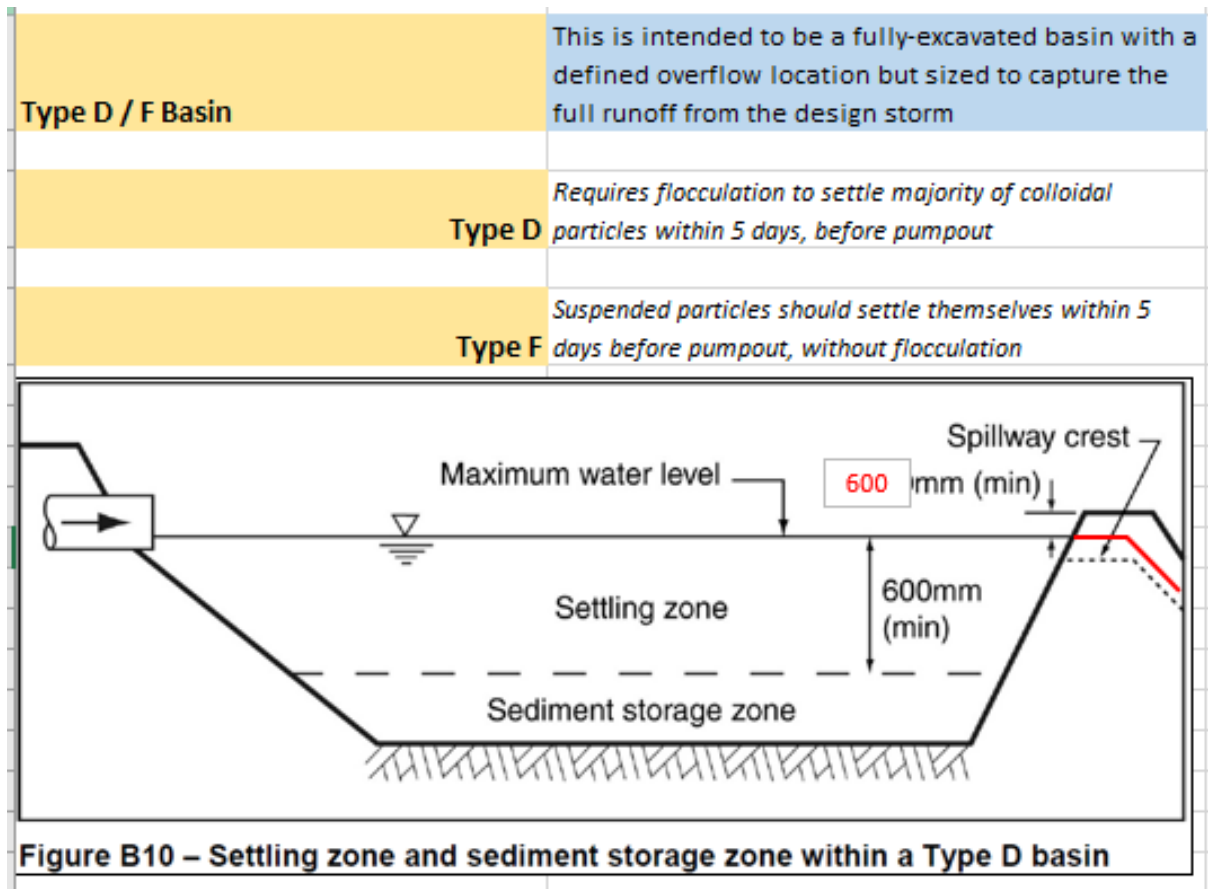 This is intended to be a fully-excavated basin with a
defined overflow location but sized to capture the
Type D / F Basin full runoff from the design storm
Requires flocculation to settle majority of colloidal
Type D particles within 5 days, before pumpout
Suspended particles should settle themselves within 5
Type F days before pumpout, without flocculation
Spillway crest
Maximum water level 600 mm (min)
600mm
(min)
Settling zone
Sediment storage zone
Figure B10 – Settling zone and sediment storage zone within a Type D basin